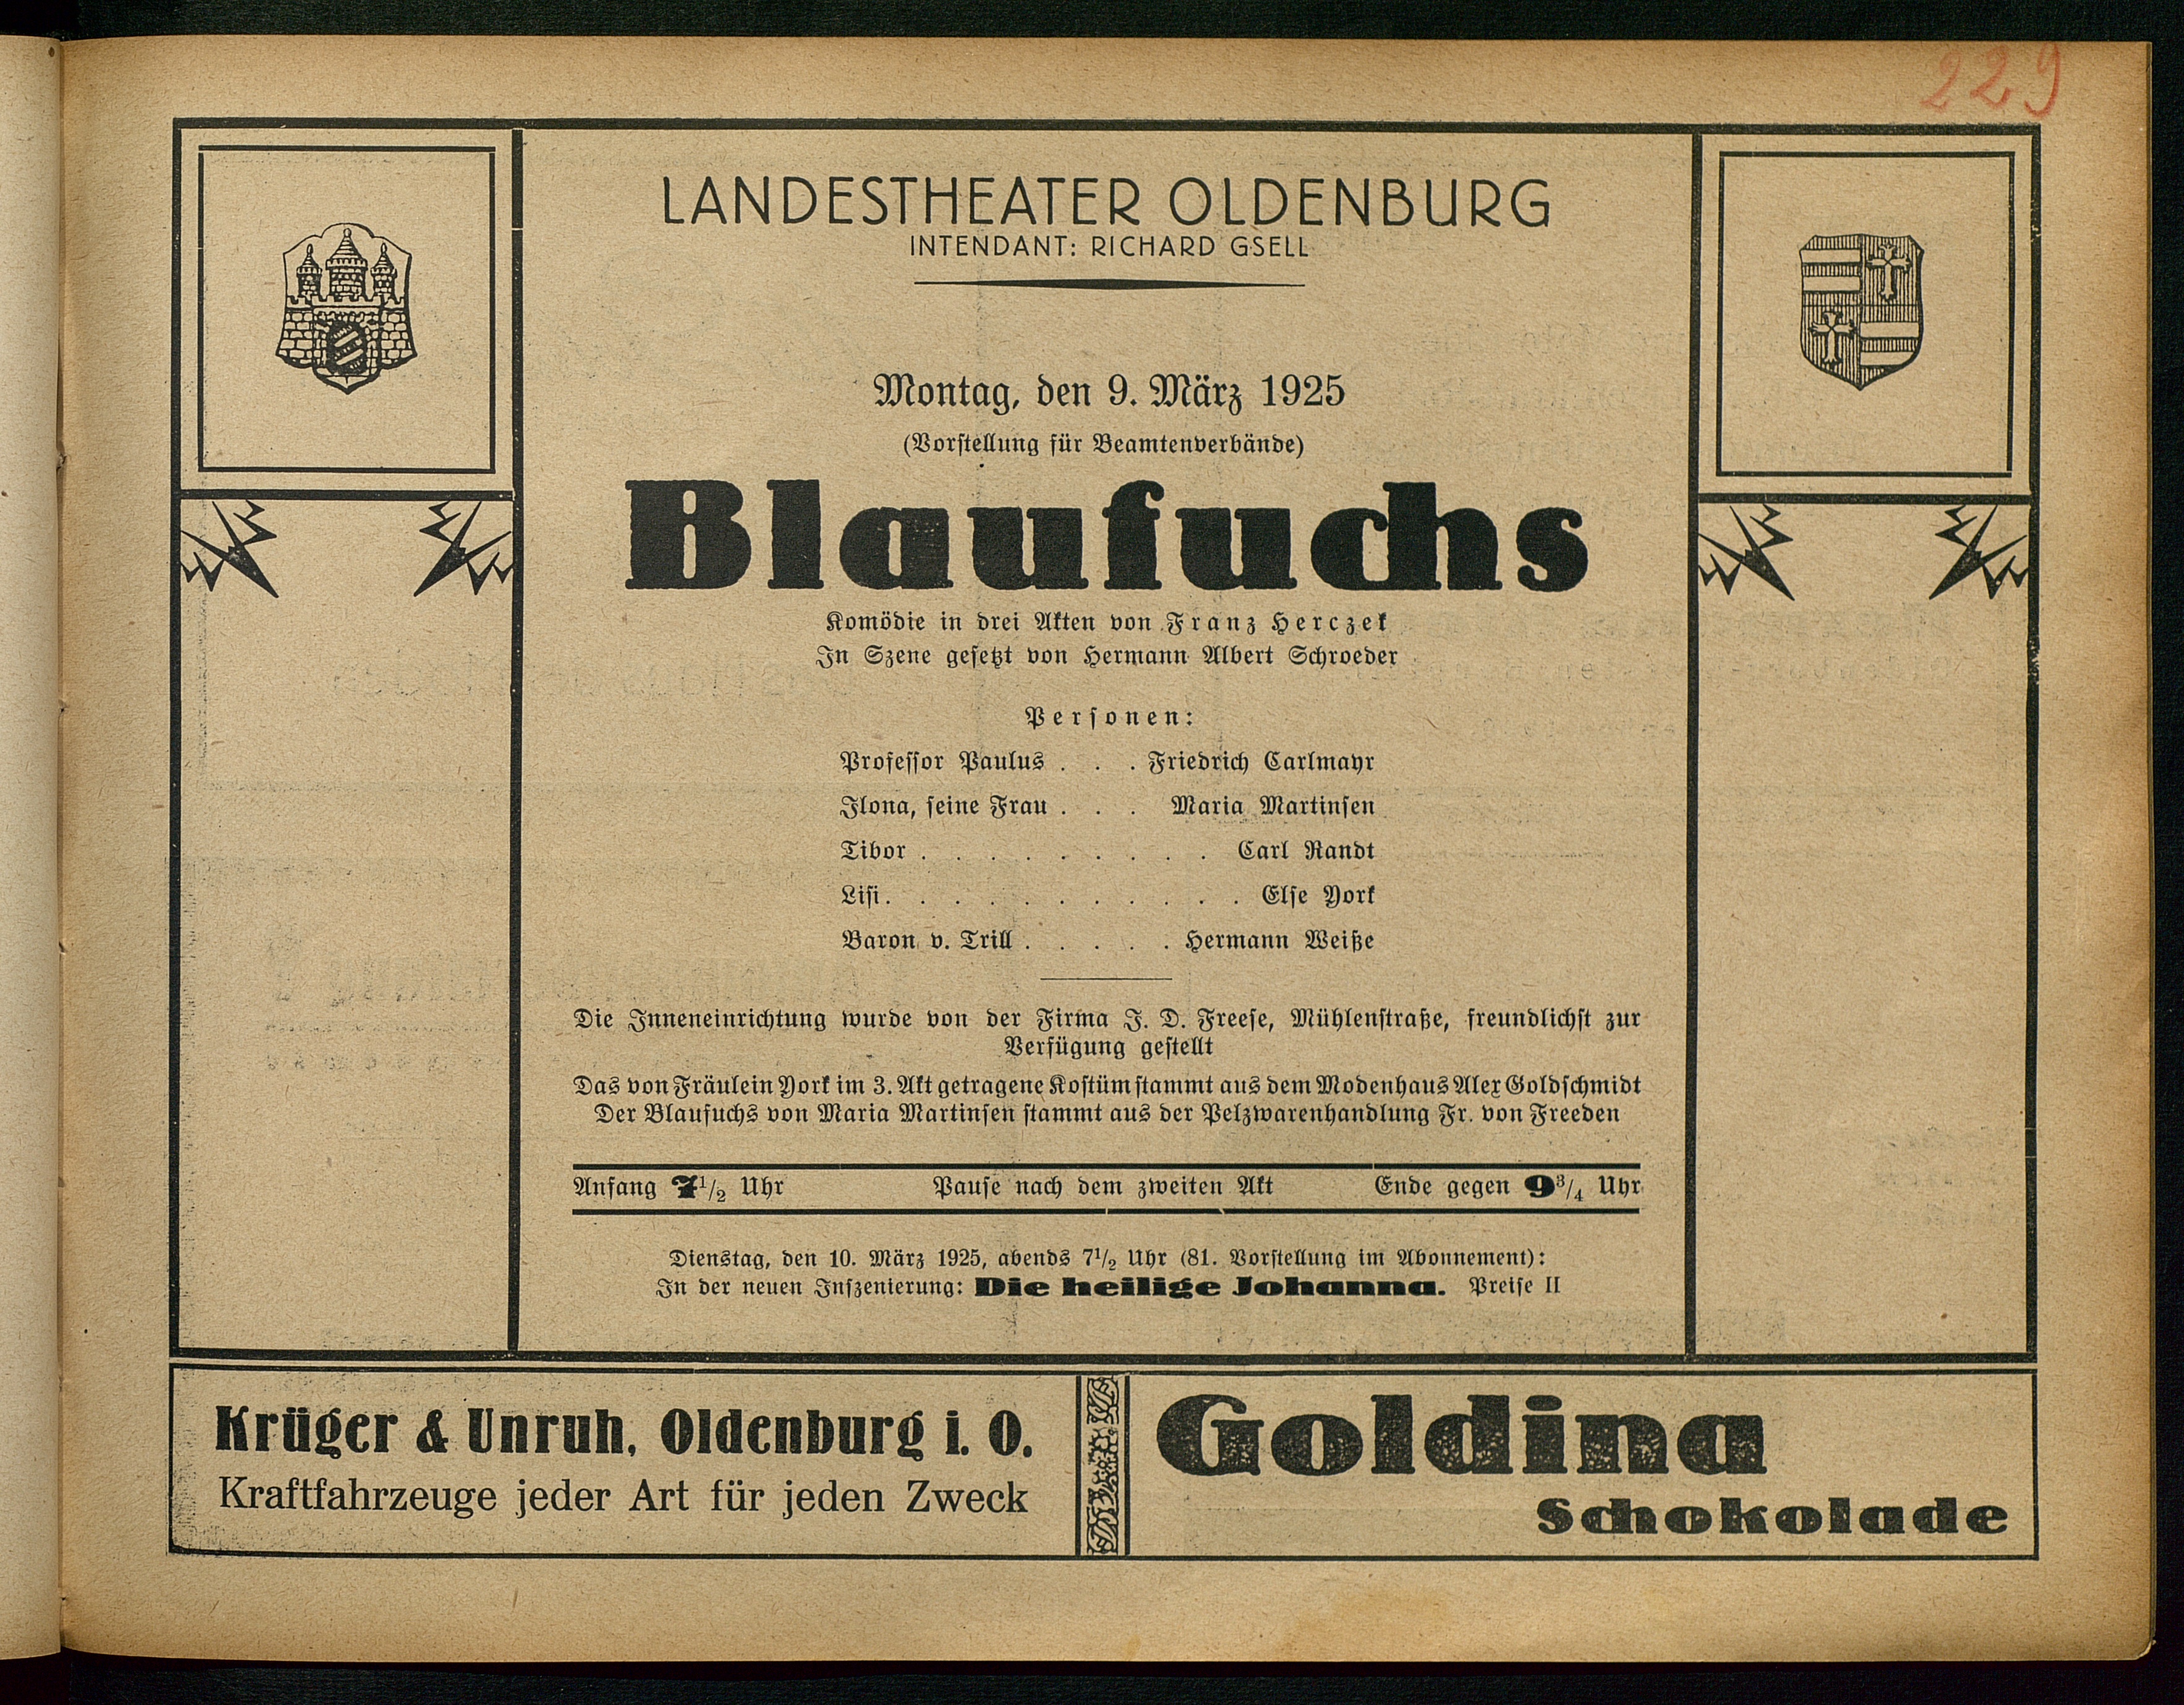 229
LANDESTHEATER OLDENBURG
INTENDANT: RICHARD GSELL
Montag, den 9. März 1925
(Vorstellung für Beamtenverbände)
Blaufuchs
Komödie in drei Akten von Franz Herczek
In Szene gesetzt von Hermann Albert Schroeder
Personen:
Professor Paulus . . . Friedrich Carlmayr
Ilona, seine Frau . . . Maria Martinsen
Tibor . . . . . . . . . Carl Randt
Lisi. . . . . . . . . . . Else York
Baron v. Trill . . . . . Hermann Weiße
Die Inneneinrichtung wurde von der Firma J. D. Freese, Mühlenstraße, freundlichst zur
Verfügung gestellt
Das von Fräulein York im 3. Akt getragene Kostüm stammt aus dem Modenhaus Alex Goldschmidt
Der Blaufuchs von Maria Martinsen stammt aus der Pelzwarenhandlung Fr. von Freeden
Anfang 7 1/2 Uhr Pause nach dem zweiten Akt Ende gegen 9 3/4 Uhr
Dienstag, den 10. März 1925, abends 7 1/2 Uhr (81. Vorstellung im Abonnement):
In der neuen Inszenierung: Die heilige Johanna. Preise II
Krüger & Unruh, Oldenburg i. O.
Kraftfahrzeuge jeder Art für jeden Zweck
Goldina
Schokolade